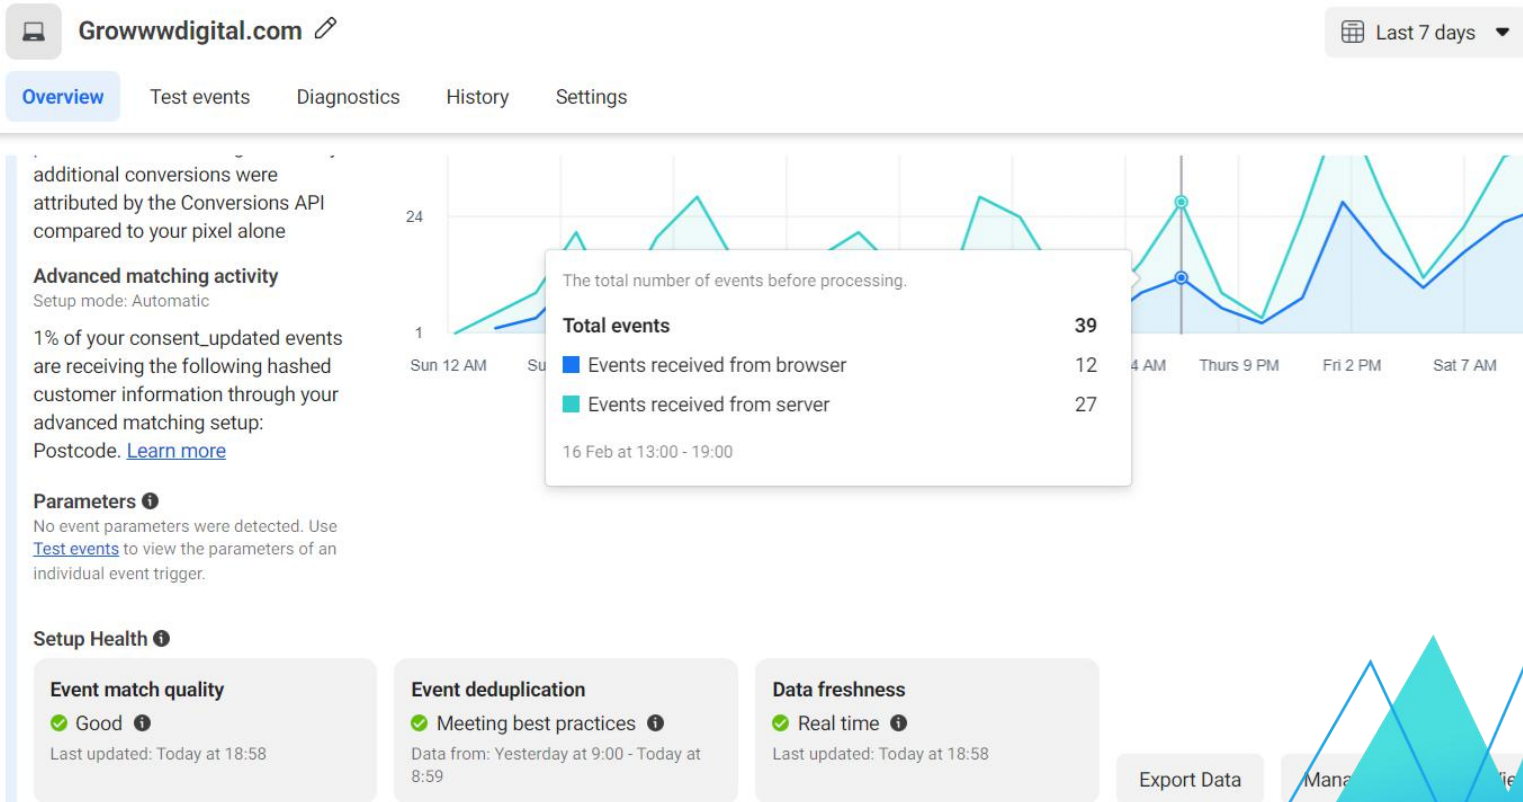 Growwwdigital.com
Last 7 days
Overview
Test events
Diagnostics
History
Settings
additional conversions were
attributed by the Conversions API
compared to your pixel alone
Advanced matching activity
Setup mode: Automatic
1% of your consent_updated events
are receiving the following hashed
customer information through your
advanced matching setup:
Postcode. Learn more
Parameters
No event parameters were detected. Use
Test events to view the parameters of an
individual event trigger.
24
1
Sun 12 AM
Su
4 AM
Thurs 9 PM
Fri 2 PM
Sat 7 AM
The total number of events before processing.
Total events 39
Events received from browser 12
Events received from server 27
16 Feb at 13:00 - 19:00
Setup Health
Event match quality
Good
Last updated: Today at 18:58
Event deduplication
Meeting best practices
Data from: Yesterday at 9:00 - Today at
8:59
Data freshness
Real time
Last updated: Today at 18:58
Export Data